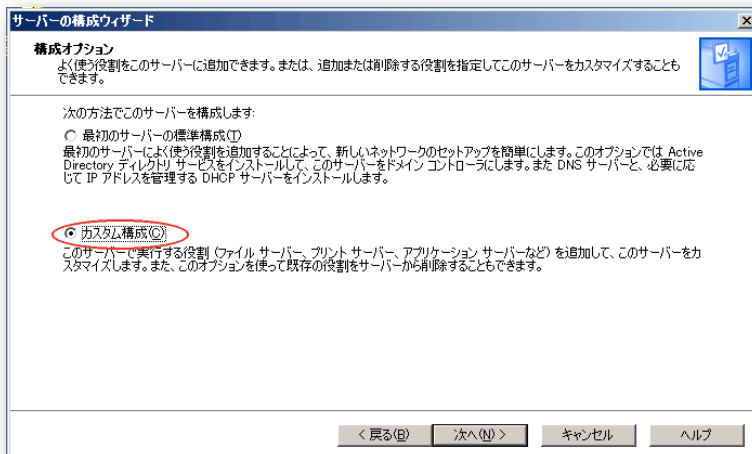 サーバーの構成ウィザード
構成オプション
よく使う役割をこのサーバーに追加できます。または、追加または削除する役割を指定してこのサーバーをカスタマイズすることも
できます。
次の方法でこのサーバーを構成します:
最初のサーバーの標準構成(T)
最初のサーバーによく使う役割を追加することによって、新しいネットワークのセットアップを簡単にします。このオプションでは Active
Directory ディレクトリ サービスをインストールして、このサーバーをドメイン コントローラにします。また DNS サーバーと、必要に応
じて IP アドレスを管理する DHCP サーバーをインストールします。
カスタム構成(C)
このサーバーで実行する役割 (ファイル サーバー、プリント サーバー、アプリケーション サーバーなど) を追加して、このサーバーをカ
スタマイズします。また、このオプションを使って既存の役割をサーバーから削除することもできます。
< 戻る(B) 次へ(N) > キャンセル ヘルプ